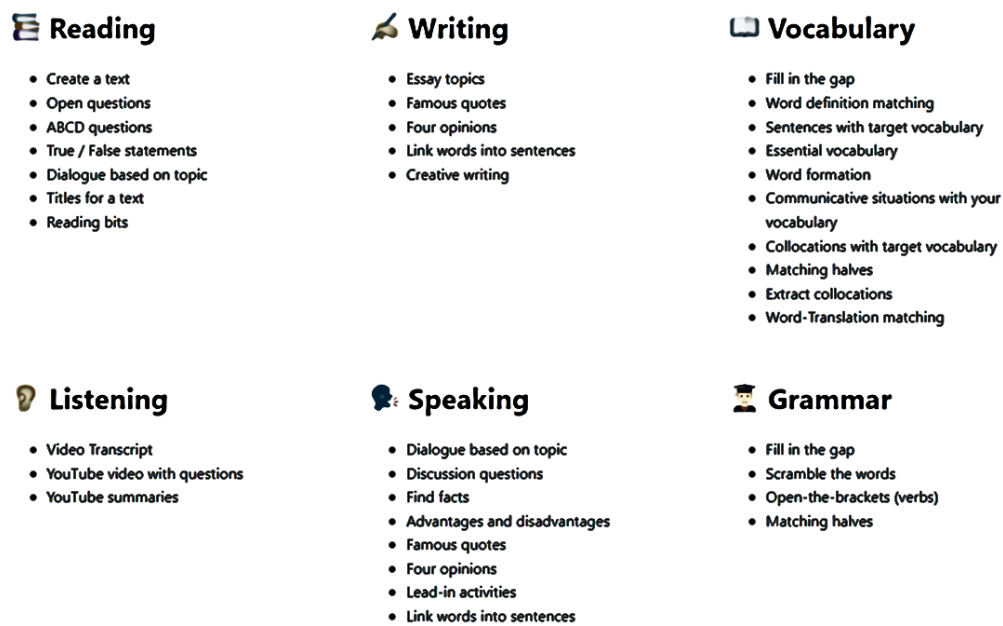 Reading
Create a text
Open questions
ABCD questions
True / False statements
Dialogue based on topic
Titles for a text
Reading bits
Writing
Essay topics
Famous quotes
Four opinions
Link words into sentences
Creative writing
Vocabulary
Fill in the gap
Word definition matching
Sentences with target vocabulary
Essential vocabulary
Word formation
Communicative situations with your
vocabulary
Collocations with target vocabulary
Matching halves
Extract collocations
Word-Translation matching
Listening
Video Transcript
YouTube video with questions
YouTube summaries
Speaking
Dialogue based on topic
Discussion questions
Find facts
Advantages and disadvantages
Famous quotes
Four opinions
Lead-in activities
Link words into sentences
Grammar
Fill in the gap
Scramble the words
Open-the-brackets (verbs)
Matching halves